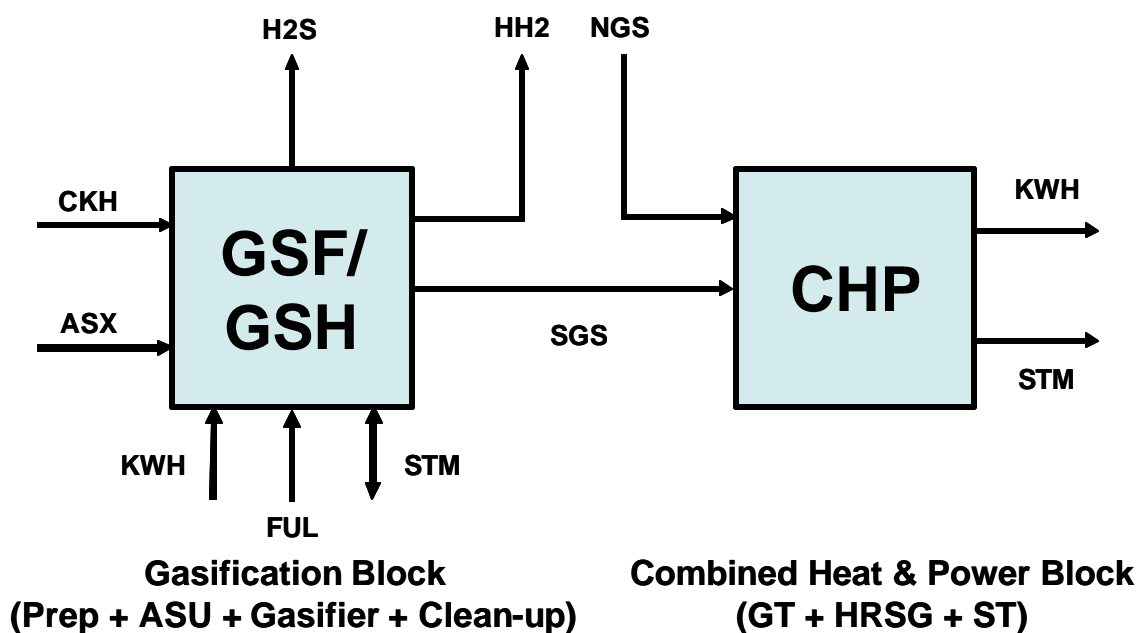 H2S
HH2
NGS
CKH
KWH
GSF/
GSH
CHP
ASX
SGS
STM
KWH
STM
FUL
Gasification Block
(Prep + ASU + Gasifier + Clean-up)
Combined Heat & Power Block
(GT + HRSG + ST)